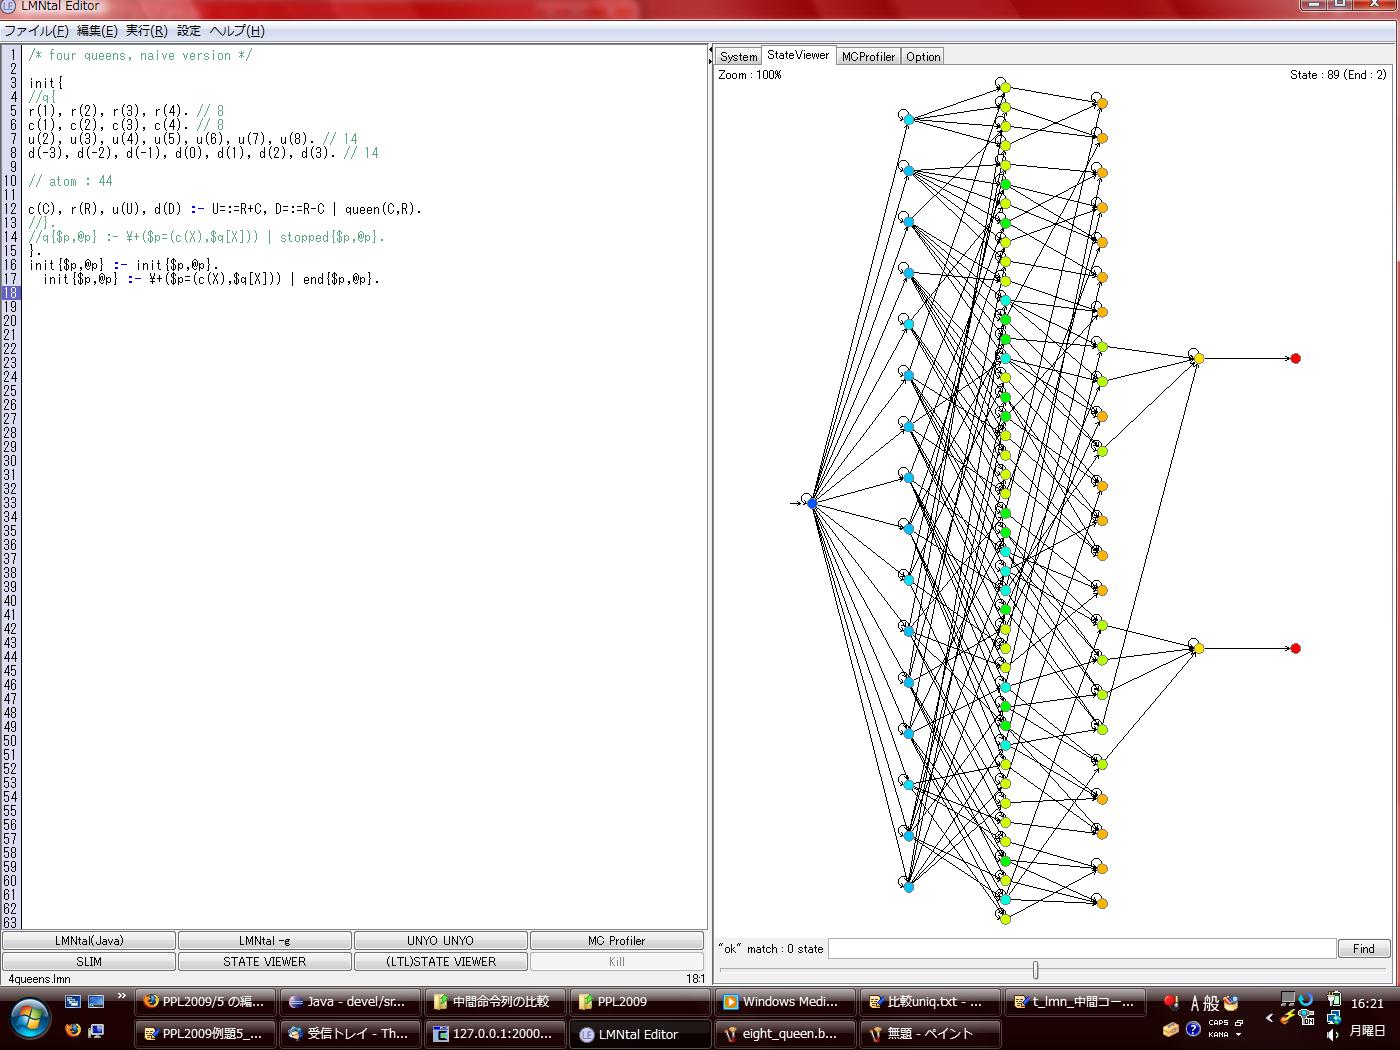 LMNtal Editor
ファイル(F) 編集(E) 実行(R) 設定 ヘルプ(H)
1 /* four queens, naive version */
2
3 init{
4 //q{
5 r(1), r(2), r(3), r(4). // 8
6 c(1), c(2), c(3), c(4). // 8
7 u(2), u(3), u(4), u(5), u(6), u(7), u(8). // 14
8 d(-3), d(-2), d(-1), d(0), d(1), d(2), d(3). // 14
9
10 // atom : 44
11
12 c(C), r(R), u(U), d(D) :- U=:=R+C, D=:=R-C | queen(C,R).
13 //}.
14 //q{$p,@p} :- ¥+($p=(c(X),$q[X])) | stopped{$p,@p}.
15 }.
16 init{$p,@p} :- init{$p,@p}.
17 init{$p,@p} :- ¥+($p=(c(X),$q[X])) | end{$p,@p}.
18
19
20
21
22
23
24
25
26
27
28
29
30
31
32
33
34
35
36
37
38
39
40
41
42
43
44
45
46
47
48
49
50
51
52
53
54
55
56
57
58
59
60
61
62
63
System StateViewer MCProfiler Option
Zoom : 100% State : 89 (End : 2)
LMNtal(Java) LMNtal -g UNYO UNYO MC Profiler
SLIM STATE VIEWER (LTL)STATE VIEWER Kill
4queens.lmn 18:1
"ok" match : 0 state Find
PPL2009/5 の編... Java - devel/sr... 中間命令列の比較 PPL2009 Windows Medi... 比較uniq.txt - ... t_lmn_中間コー... A 般 16:21
PPL2009例題5_... 受信トレイ - Th... 127.0.0.1:2000... LMNtal Editor eight_queen.b... 無題 - ペイント CAPS KANA 月曜日